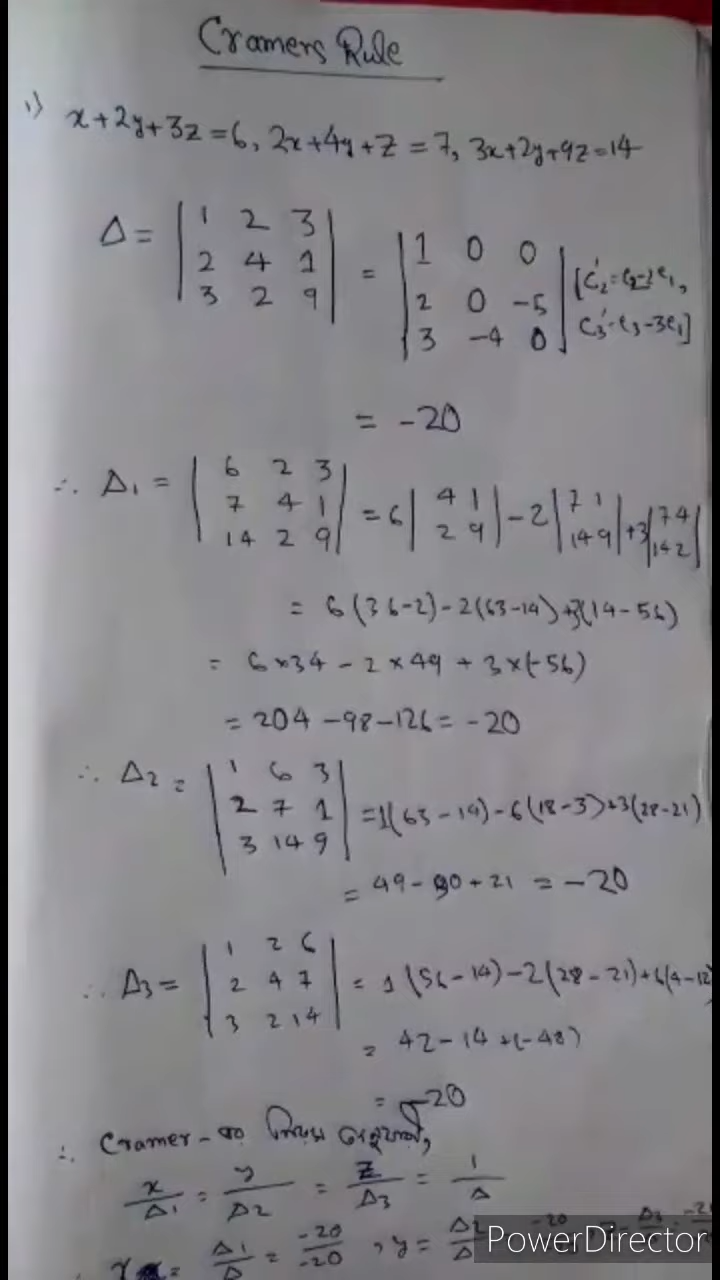 Cramers Rule
1) x+2y+3z=6, 2x+4y+z=7, 3x+2y+9z=14
Δ = | 1 2 3 | = | 1 0 0 | [C₂'=C₂-2C₁,
| 2 4 1 | | 2 0 -5 | C₃'=C₃-3C₁]
| 3 2 9 | | 3 -4 0 |
= -20
∴ Δ₁ = | 6 2 3 | = 6 | 4 1 | -2 | 7 1 | +3 | 7 4 |
| 7 4 1 | | 2 9 | | 14 9 | | 14 2 |
| 14 2 9 |
= 6(36-2)-2(63-14)+3(14-56)
= 6×34 - 2×49 + 3×(-56)
= 204 -98-126= -20
∴ Δ2 = | 1 6 3 | =1(63-14)-6(18-3)+3(28-21)
| 2 7 1 |
| 3 14 9 |
= 49-90+21 = -20
∴ Δ3 = | 1 2 6 | = 1(56-14)-2(28-21)+6(4-12)
| 2 4 7 |
| 3 2 14 |
= 42-14+(-48)
= -20
∴ Cramer-এর নিয়ম
x/Δ1 = y/Δ2 = z/Δ3 = 1/Δ
x = Δ1/Δ = -20/-20, y = Δ2/Δ
PowerDirector